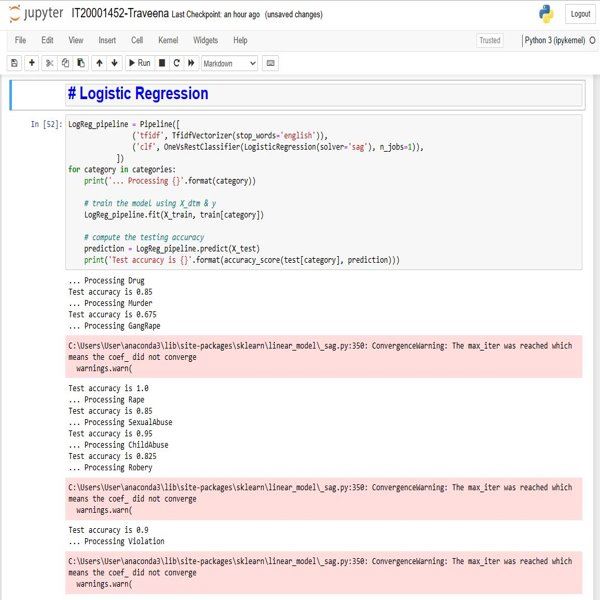 jupyter IT20001452-Traveena Last Checkpoint: an hour ago (unsaved changes) Logout
File Edit View Insert Cell Kernel Widgets Help Trusted Python 3 (ipykernel)
Run Markdown
# Logistic Regression
In [52]: LogReg_pipeline = Pipeline([
('tfidf', TfidfVectorizer(stop_words='english')),
('clf', OneVsRestClassifier(LogisticRegression(solver='sag'), n_jobs=1)),
])
for category in categories:
print('... Processing {}'.format(category))
# train the model using X_dtm & y
LogReg_pipeline.fit(X_train, train[category])
# compute the testing accuracy
prediction = LogReg_pipeline.predict(X_test)
print('Test accuracy is {}'.format(accuracy_score(test[category], prediction)))
... Processing Drug
Test accuracy is 0.85
... Processing Murder
Test accuracy is 0.675
... Processing GangRape
C:\Users\User\anaconda3\lib\site-packages\sklearn\linear_model\_sag.py:350: ConvergenceWarning: The max_iter was reached which
means the coef_ did not converge
warnings.warn(
Test accuracy is 1.0
... Processing Rape
Test accuracy is 0.85
... Processing SexualAbuse
Test accuracy is 0.95
... Processing ChildAbuse
Test accuracy is 0.825
... Processing Robery
C:\Users\User\anaconda3\lib\site-packages\sklearn\linear_model\_sag.py:350: ConvergenceWarning: The max_iter was reached which
means the coef_ did not converge
warnings.warn(
Test accuracy is 0.9
... Processing Violation
C:\Users\User\anaconda3\lib\site-packages\sklearn\linear_model\_sag.py:350: ConvergenceWarning: The max_iter was reached which
means the coef_ did not converge
warnings.warn(